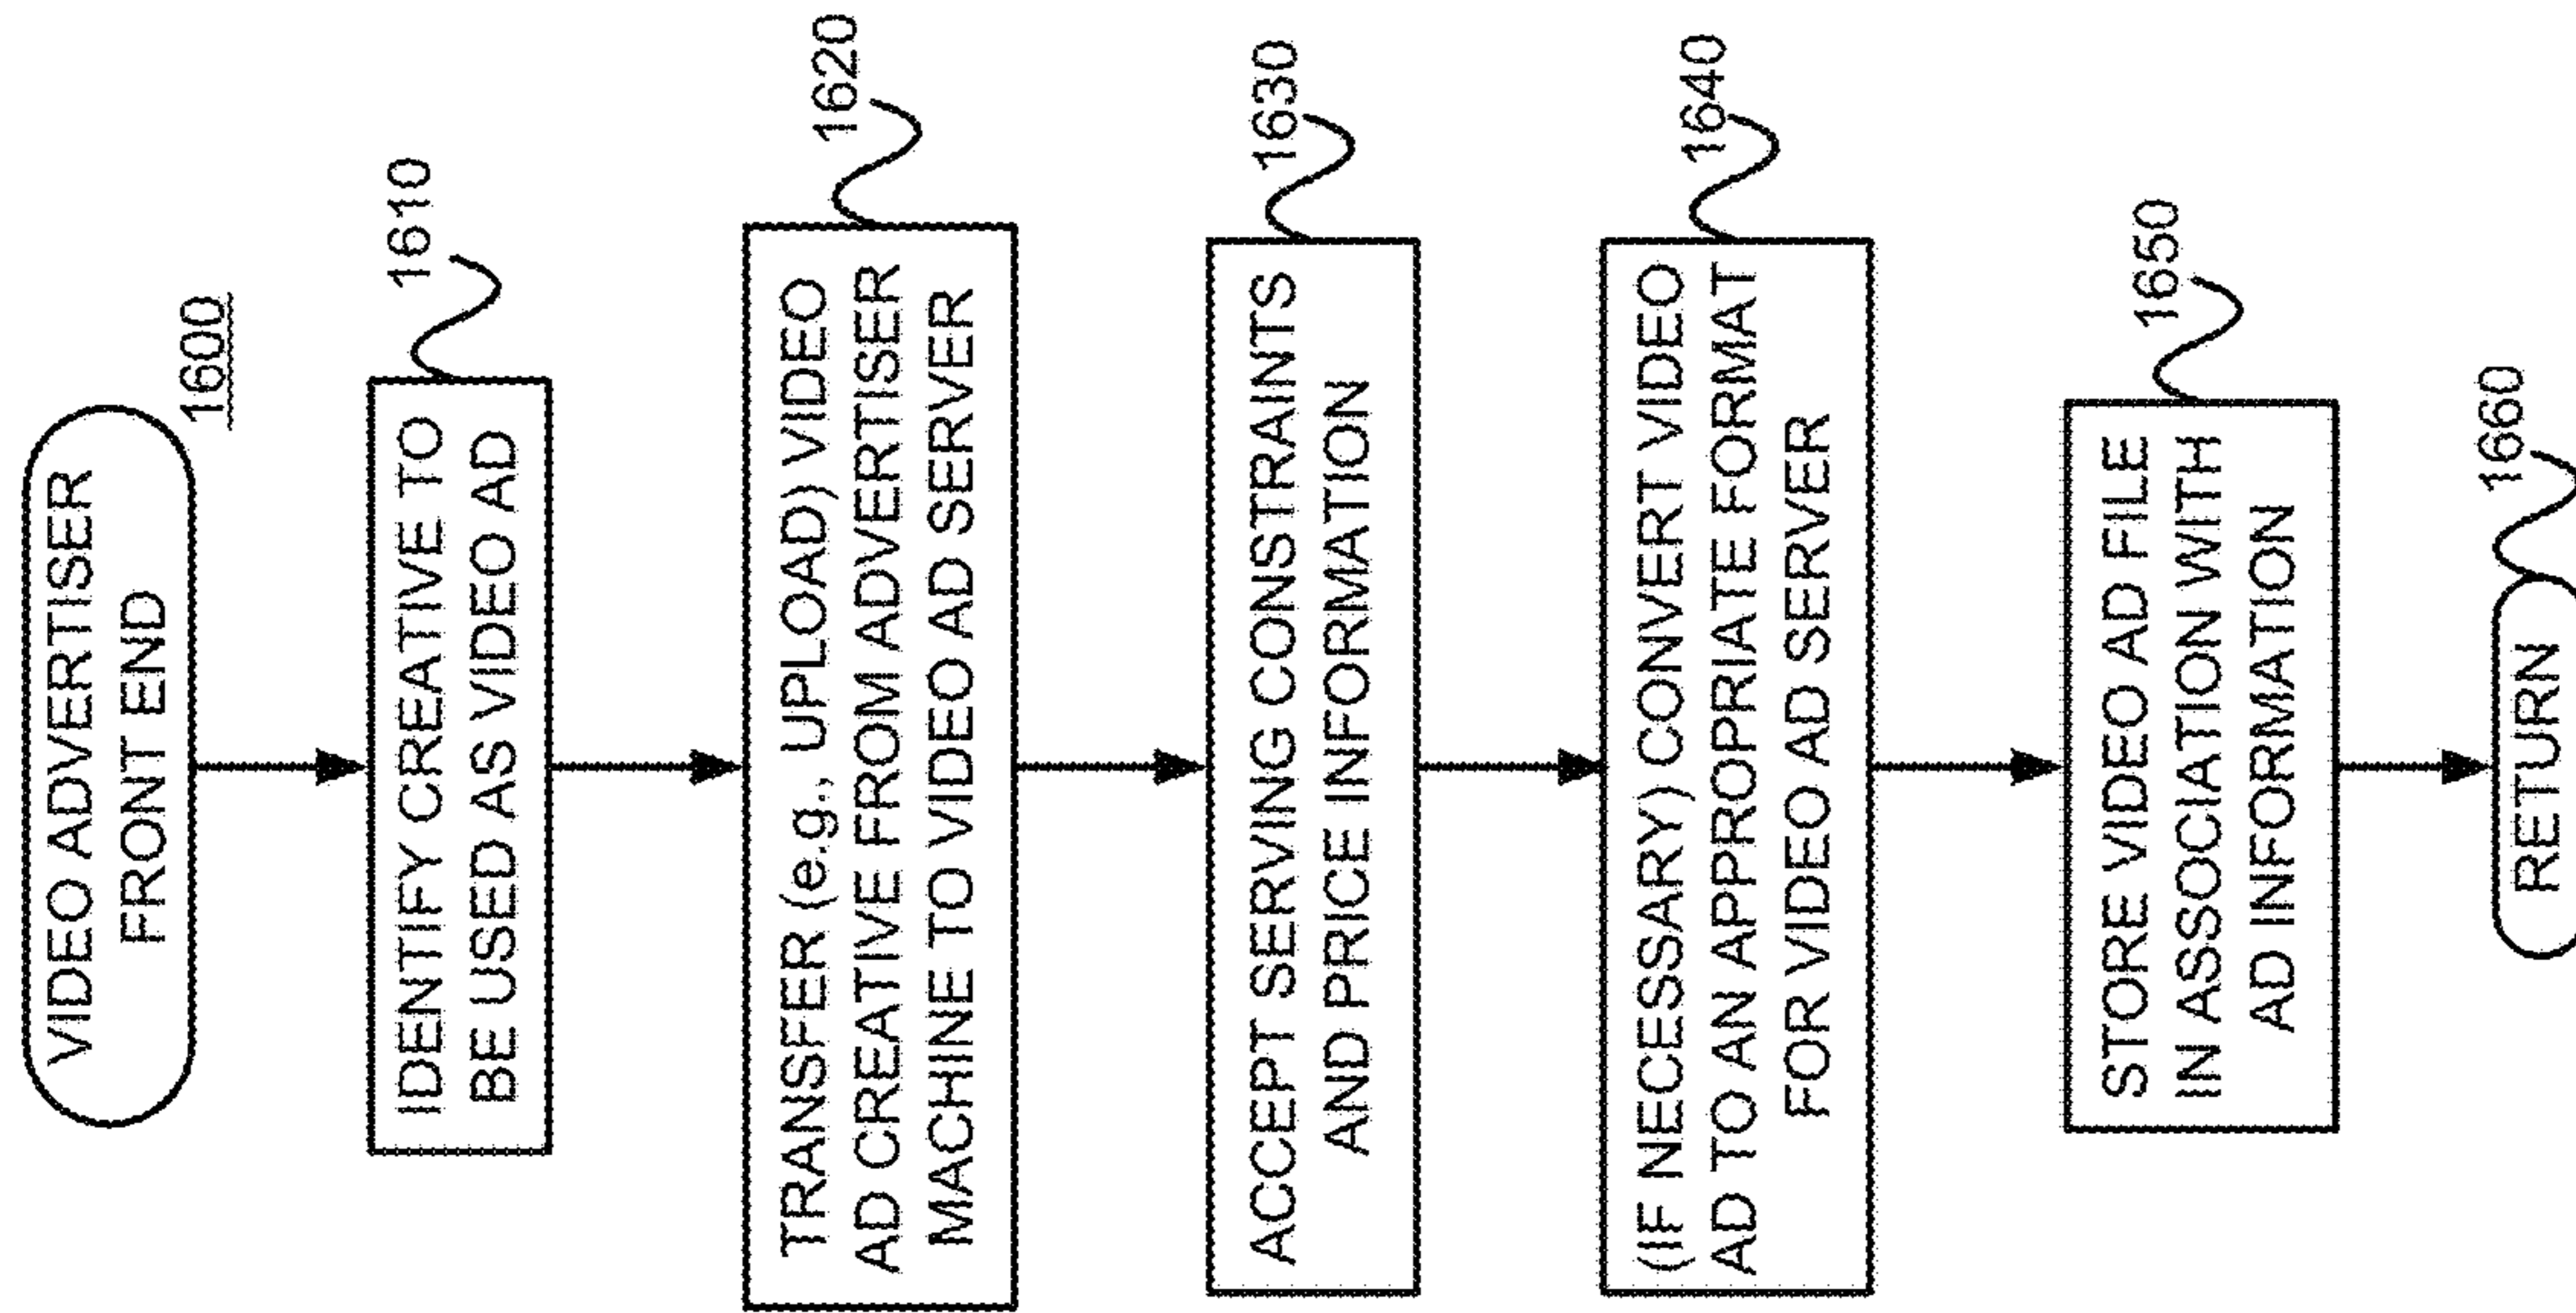 VIDEO ADVERTISER
FRONT END
1600
1610
IDENTIFY CREATIVE TO
BE USED AS VIDEO AD
1620
TRANSFER (e.g., UPLOAD) VIDEO
AD CREATIVE FROM ADVERTISER
MACHINE TO VIDEO AD SERVER
1630
ACCEPT SERVING CONSTRAINTS
AND PRICE INFORMATION
1640
(IF NECESSARY) CONVERT VIDEO
AD TO AN APPROPRIATE FORMAT
FOR VIDEO AD SERVER
1650
STORE VIDEO AD FILE
IN ASSOCIATION WITH
AD INFORMATION
1660
RETURN